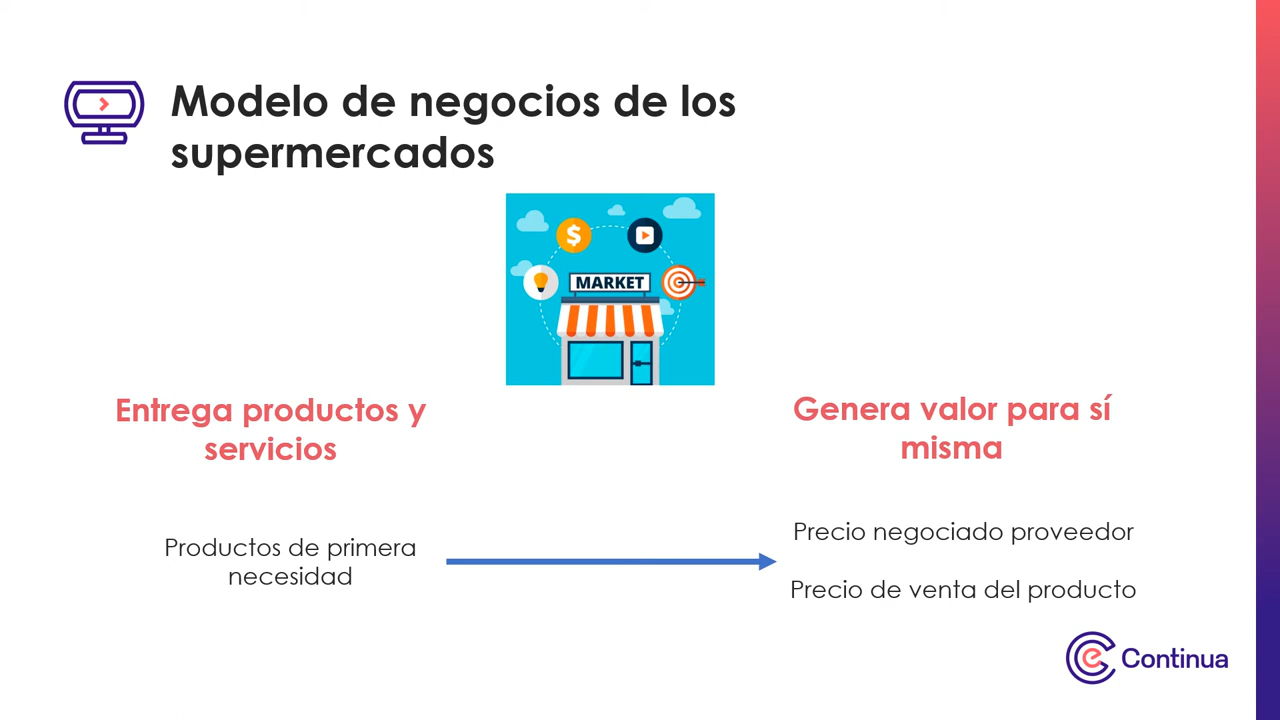 Modelo de negocios de los
supermercados
$
MARKET
Entrega productos y
servicios
Genera valor para sí
misma
Productos de primera
necesidad
Precio negociado proveedor
Precio de venta del producto
e Continua